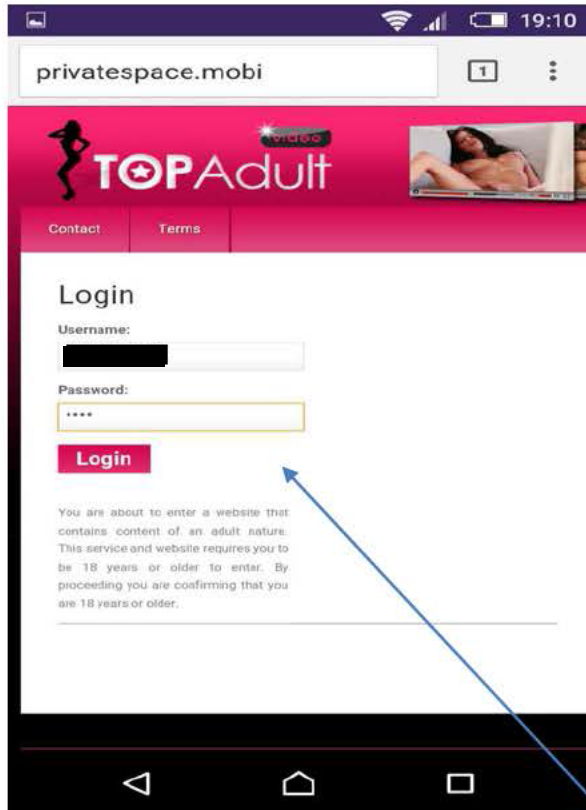 19:10
privatespace.mobi
1
video
TOPAdult
Contact Terms
Login
Username:
Password:
****
Login
You are about to enter a website that
contains content of an adult nature.
This service and website requires you to
be 18 years or older to enter. By
proceeding you are confirming that you
are 18 years or older.